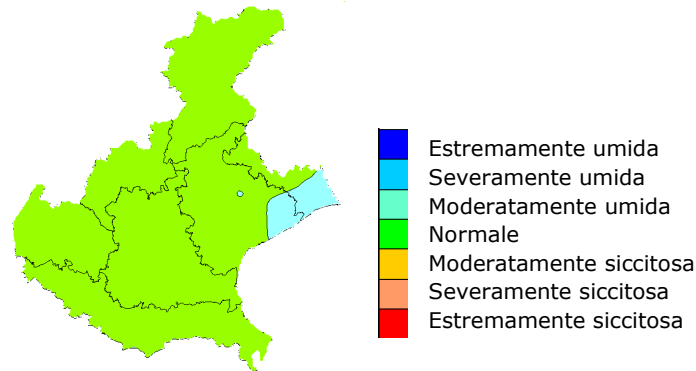 Estremamente umida
Severamente umida
Moderatamente umida
Normale
Moderatamente siccitosa
Severamente siccitosa
Estremamente siccitosa